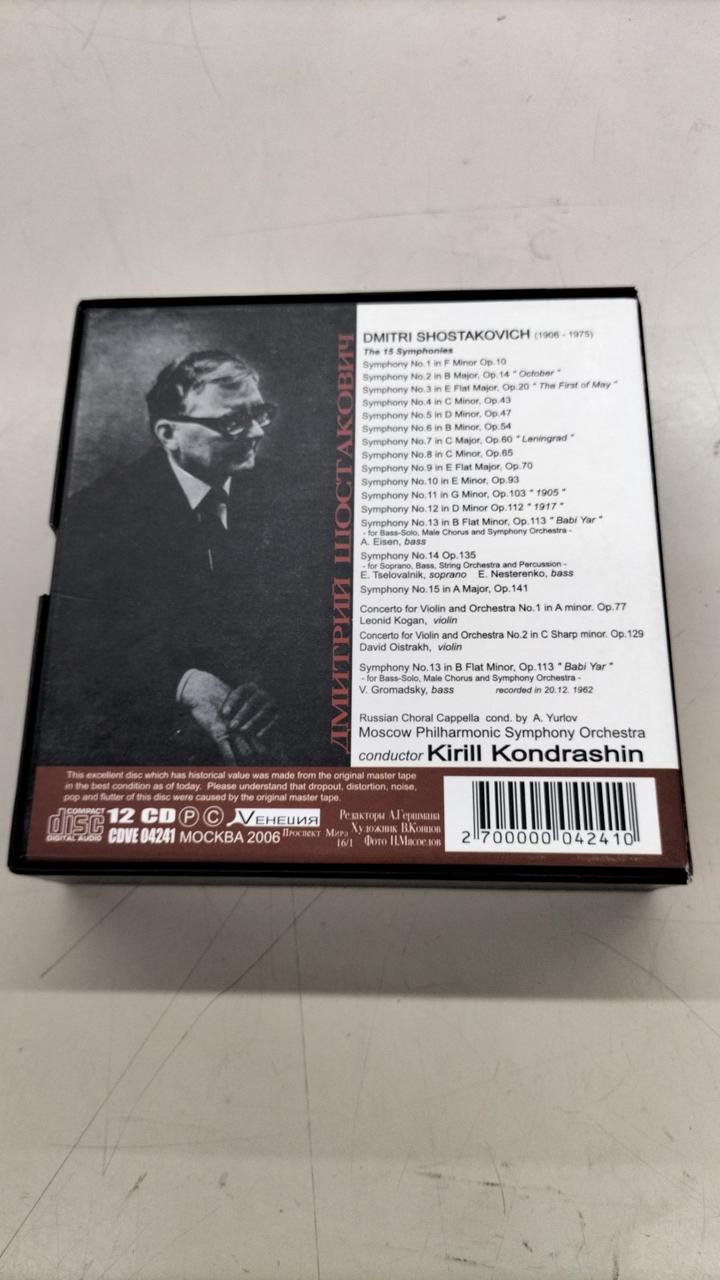 ДМИТРИЙ ШОСТАКОВИЧ
DMITRI SHOSTAKOVICH (1906 - 1975)
The 15 Symphonies
Symphony No.1 in F Minor Op.10
Symphony No.2 in B Major, Op.14 " October "
Symphony No.3 in E Flat Major, Op.20 " The First of May "
Symphony No.4 in C Minor, Op.43
Symphony No.5 in D Minor, Op.47
Symphony No.6 in B Minor, Op.54
Symphony No.7 in C Major, Op.60 " Leningrad "
Symphony No.8 in C Minor, Op.65
Symphony No.9 in E Flat Major, Op.70
Symphony No.10 in E Minor, Op.93
Symphony No.11 in G Minor, Op.103 " 1905 "
Symphony No.12 in D Minor Op.112 " 1917 "
Symphony No.13 in B Flat Minor, Op.113 " Babi Yar "
- for Bass-Solo, Male Chorus and Symphony Orchestra -
A. Eisen, bass
Symphony No.14 Op.135
- for Soprano, Bass, String Orchestra and Percussion -
E. Tselovalnik, soprano E. Nesterenko, bass
Symphony No.15 in A Major, Op.141
Concerto for Violin and Orchestra No.1 in A minor. Op.77
Leonid Kogan, violin
Concerto for Violin and Orchestra No.2 in C Sharp minor. Op.129
David Oistrakh, violin
Symphony No.13 in B Flat Minor, Op.113 " Babi Yar "
- for Bass-Solo, Male Chorus and Symphony Orchestra -
V. Gromadsky, bass recorded in 20.12. 1962
Russian Choral Cappella cond. by A. Yurlov
Moscow Philharmonic Symphony Orchestra
conductor Kirill Kondrashin
This excellent disc which has historical value was made from the original master tape
in the best condition as of today. Please understand that dropout, distortion, noise,
pop and flutter of this disc were caused by the original master tape.
COMPACT
disc
DIGITAL AUDIO
12 CD Ⓟ Ⓒ VЕНЕЦИЯ
CDVE 04241 МОСКВА 2006
Проспект Мира
16/1
Редакторы А.Гершмана
Художник В.Копцов
Фото Н.Мясоедов
2 700000 042410